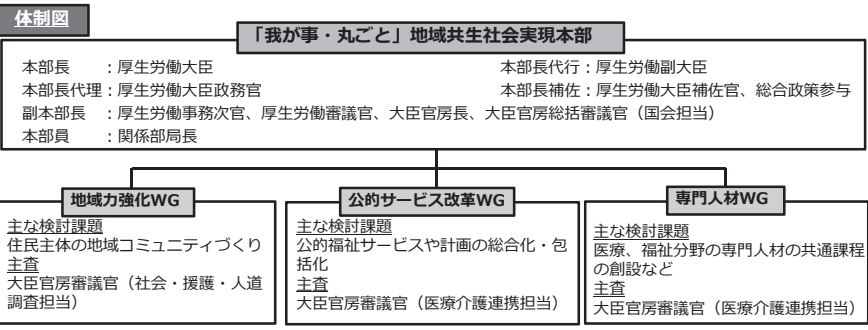 体制図
「我が事・丸ごと」地域共生社会実現本部
本部長　：厚生労働大臣　本部長代行：厚生労働副大臣
本部長代理：厚生労働大臣政務官　本部長補佐：厚生労働大臣補佐官、総合政策参与
副本部長　：厚生労働事務次官、厚生労働審議官、大臣官房長、大臣官房総括審議官（国会担当）
本部員　：関係部局長
地域力強化WG
主な検討課題
住民主体の地域コミュニティづくり
主査
大臣官房審議官（社会・援護・人道
調査担当）
公的サービス改革WG
主な検討課題
公的福祉サービスや計画の総合化・包
括化
主査
大臣官房審議官（医療介護連携担当）
専門人材WG
主な検討課題
医療、福祉分野の専門人材の共通課程
の創設など
主査
大臣官房審議官（医療介護連携担当）